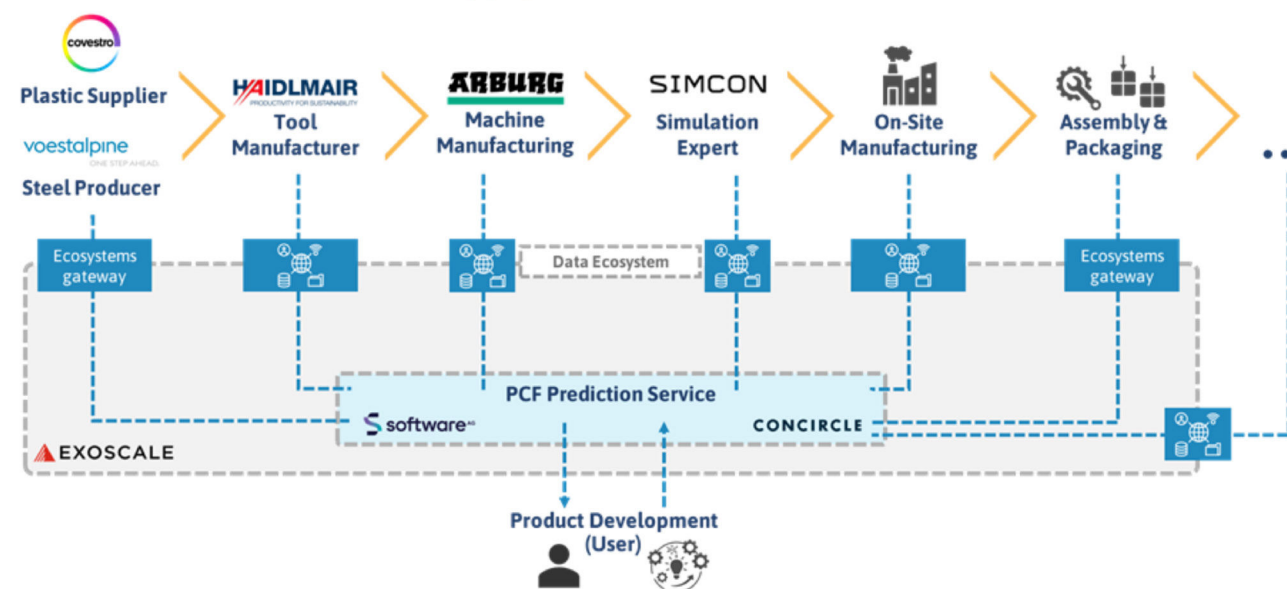 covestro
Plastic Supplier
voestalpine
ONE STEP AHEAD.
Steel Producer
HAIDLMAIR
PRODUCTIVITY FOR SUSTAINABILITY
Tool
Manufacturer
ARBURG
Machine
Manufacturing
SIMCON
Simulation
Expert
On-Site
Manufacturing
Assembly &
Packaging
...
Ecosystems
gateway
Data Ecosystem
Ecosystems
gateway
PCF Prediction Service
software AG
CONCIRCLE
EXOSCALE
Product Development
(User)